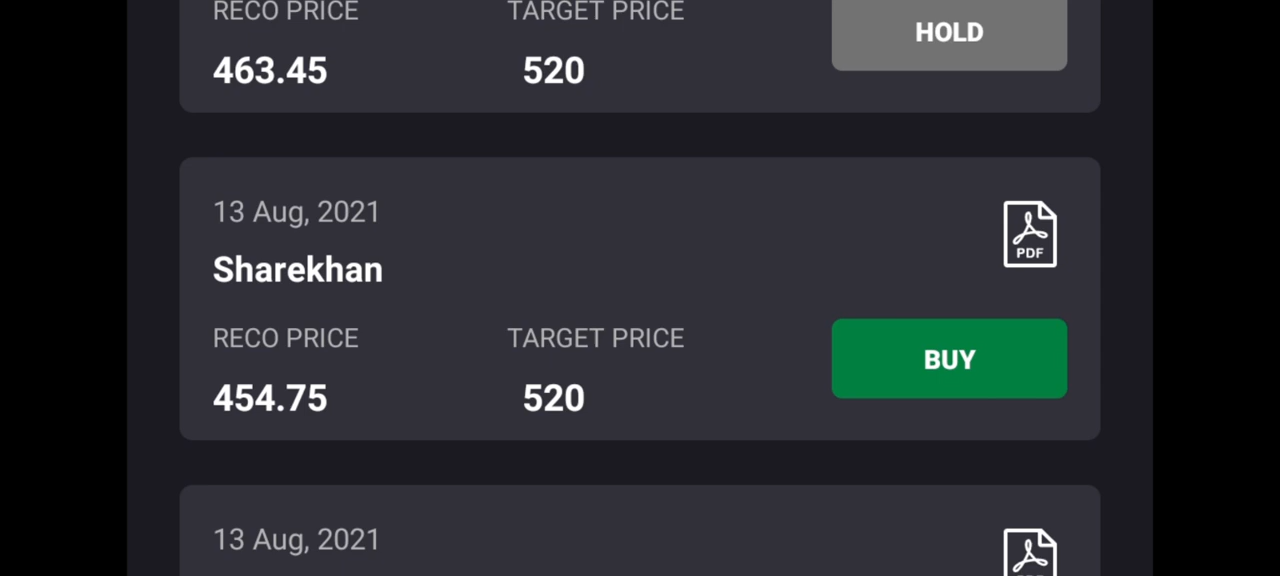 RECO PRICE TARGET PRICE
HOLD
463.45 520
13 Aug, 2021
PDF
Sharekhan
RECO PRICE TARGET PRICE
BUY
454.75 520
13 Aug, 2021